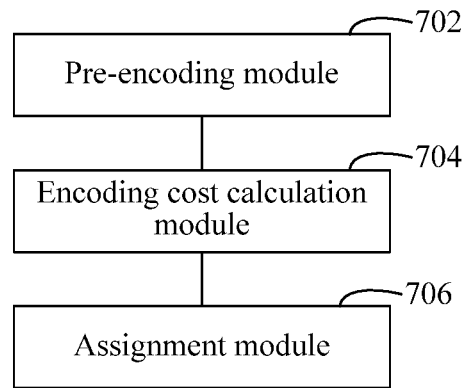 702
Pre-encoding module
704
Encoding cost calculation
module
706
Assignment module